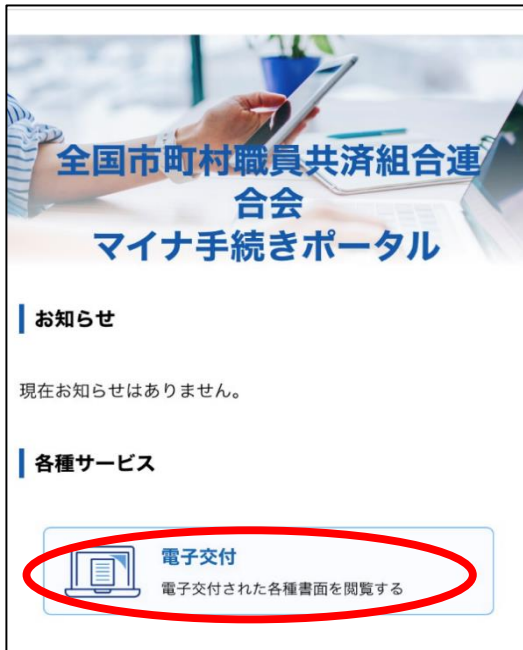 全国市町村職員共済組合連
合会
マイナ手続きポータル
お知らせ
現在お知らせはありません。
各種サービス
電子交付
電子交付された各種書面を閲覧する